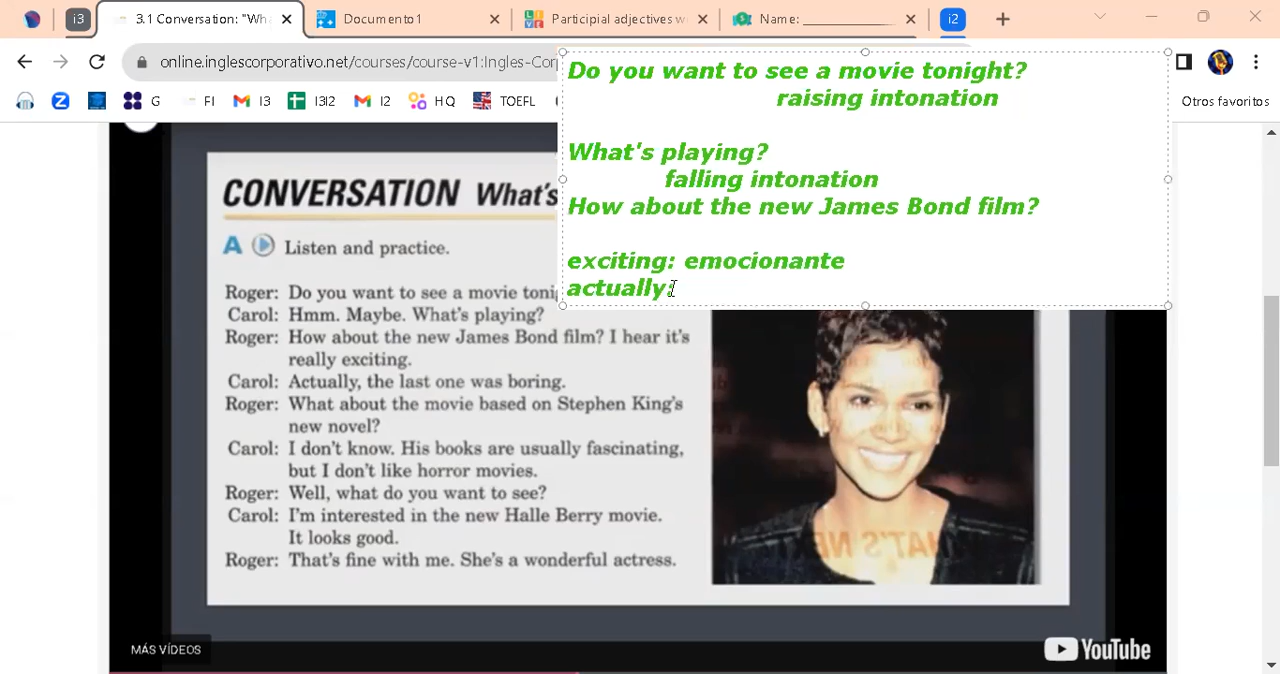 i3
3.1 Conversation: "Wha
Documento1
Participial adjectives w
Name:
i2
online.inglescorporativo.net/courses/course-v1:Ingles-Cor
G
FI
I3
I3I2
I2
HQ
TOEFL
Otros favoritos
Do you want to see a movie tonight?
raising intonation
What's playing?
falling intonation
How about the new James Bond film?
exciting: emocionante
actually:
CONVERSATION What's
A Listen and practice.
Roger: Do you want to see a movie toni
Carol: Hmm. Maybe. What's playing?
Roger: How about the new James Bond film? I hear it's
really exciting.
Carol: Actually, the last one was boring.
Roger: What about the movie based on Stephen King's
new novel?
Carol: I don't know. His books are usually fascinating,
but I don't like horror movies.
Roger: Well, what do you want to see?
Carol: I'm interested in the new Halle Berry movie.
It looks good.
Roger: That's fine with me. She's a wonderful actress.
MÁS VÍDEOS
YouTube